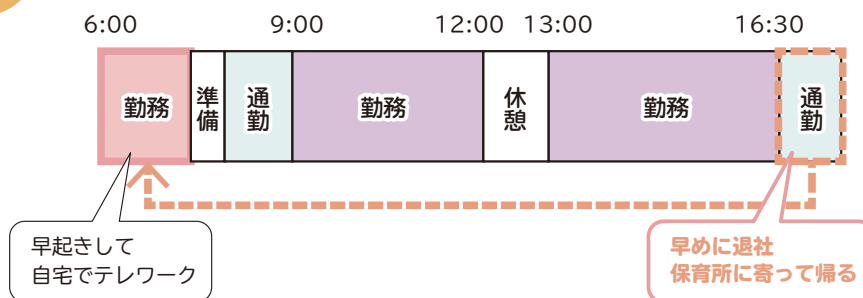 6:00 9:00 12:00 13:00 16:30
勤務 準備 通勤 勤務 休憩 勤務 通勤
早起きして
自宅でテレワーク
早めに退社
保育所に寄って帰る